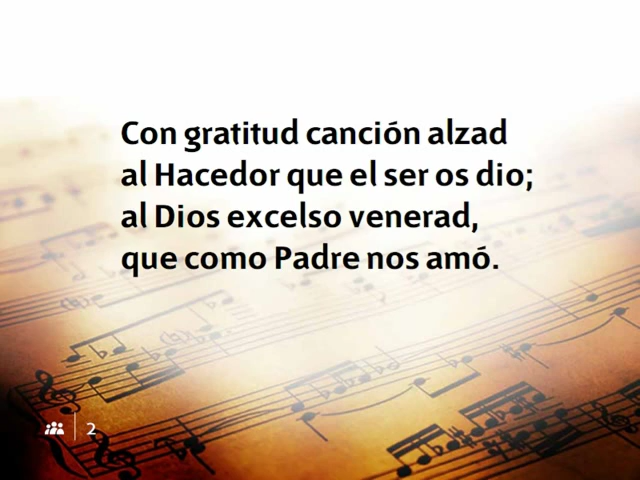 Con gratitud canción alzad
al Hacedor que el ser os dio;
al Dios excelso venerad,
que como Padre nos amó.
2